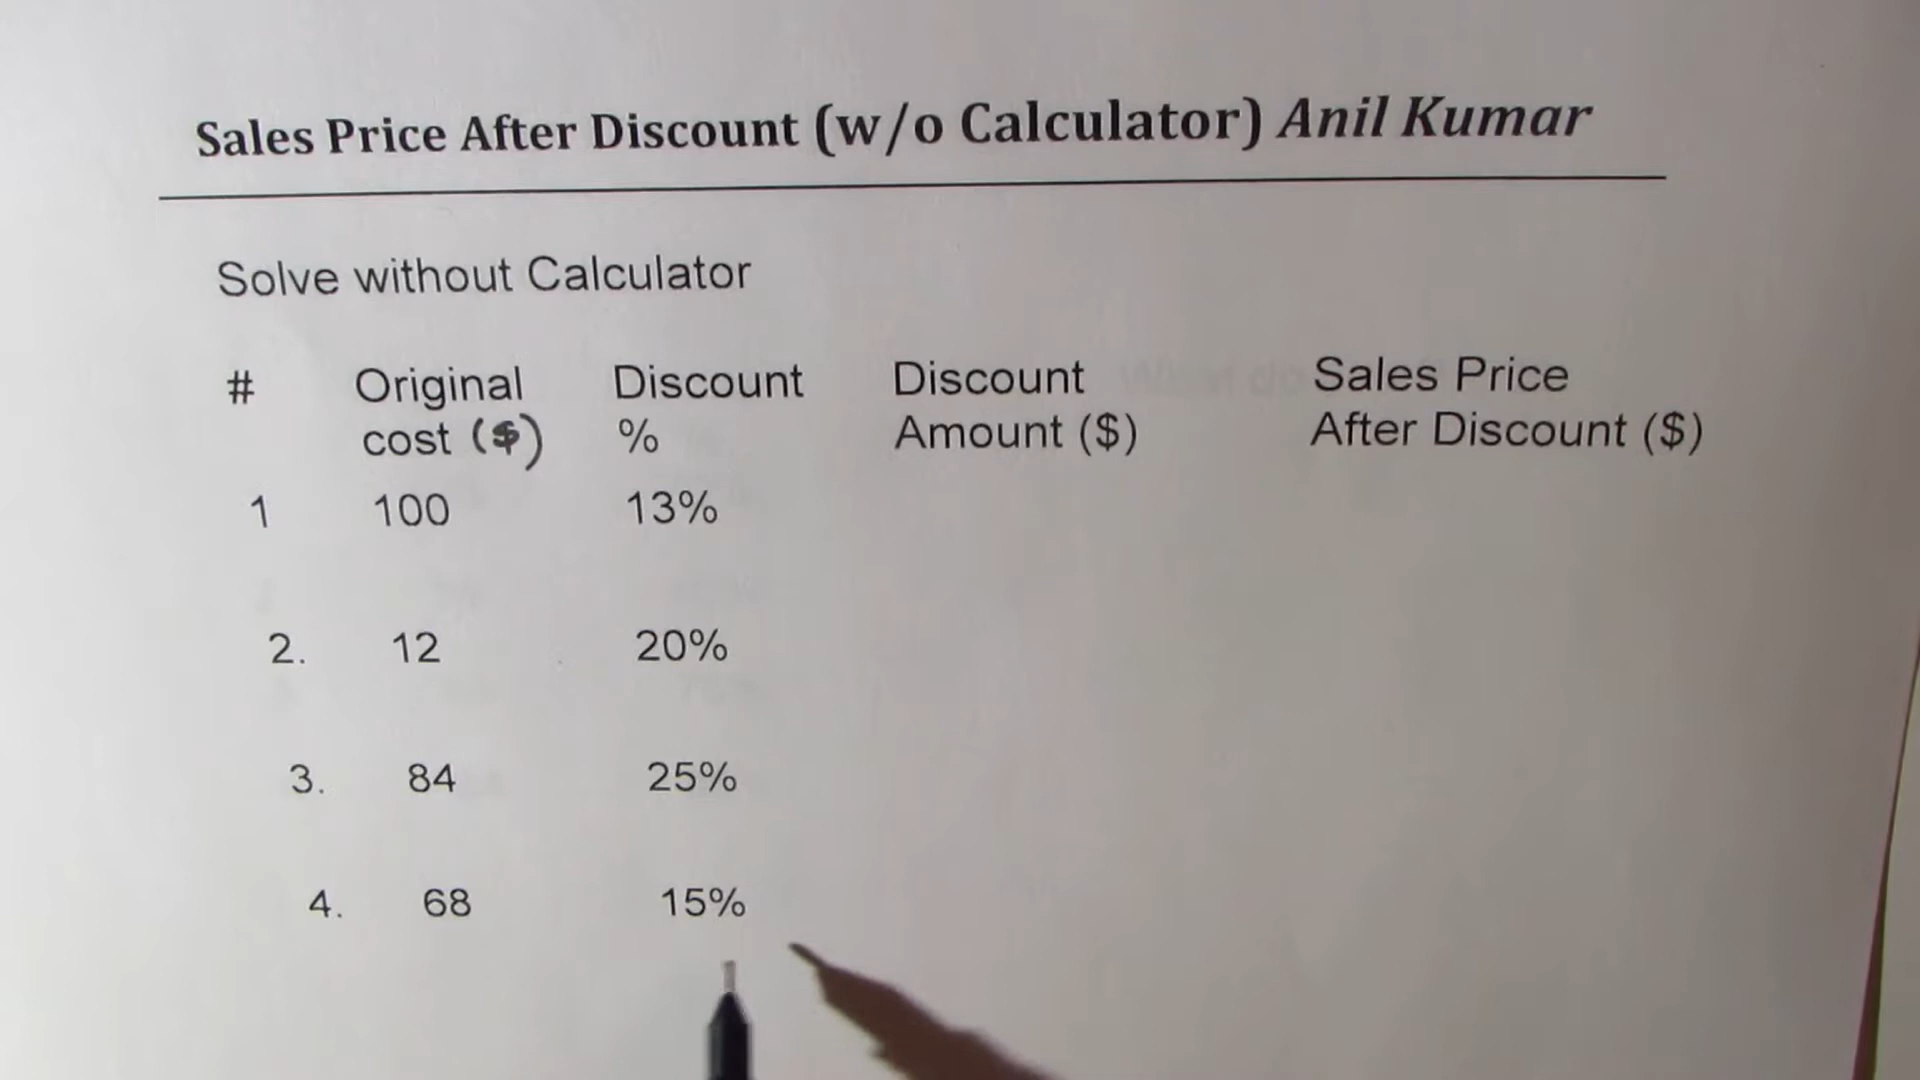 Sales Price After Discount (w/o Calculator) Anil Kumar
Solve without Calculator
# Original Discount Discount Sales Price
cost ($) % Amount ($) After Discount ($)
1 100 13%
2. 12 20%
3. 84 25%
4. 68 15%